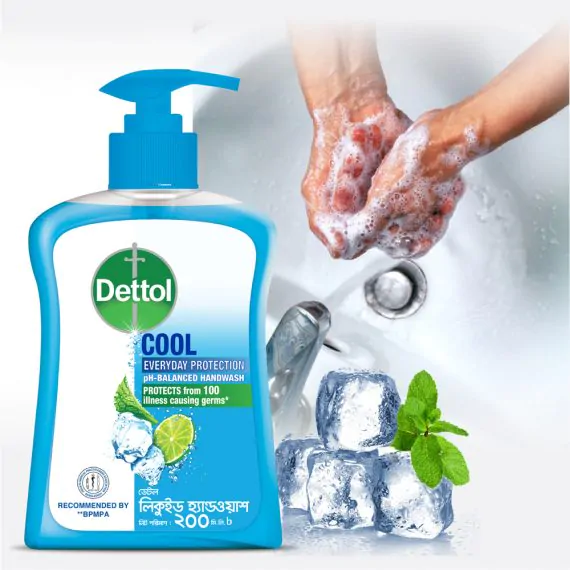 Dettol
COOL
EVERYDAY PROTECTION
pH-BALANCED HANDWASH
PROTECTS from 100
illness causing germs*
ডেটল
লিকুইড হ্যান্ডওয়াশ
নিট পরিমাণ : ২০০ মি.লি.
RECOMMENDED BY
**BPMPA